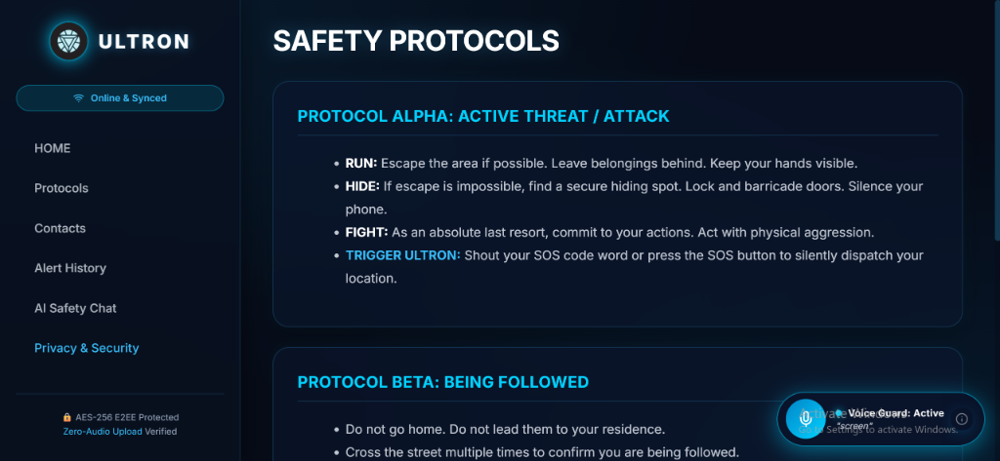 ULTRON
Online & Synced
HOME
Protocols
Contacts
Alert History
AI Safety Chat
Privacy & Security
AES-256 E2EE Protected
Zero-Audio Upload Verified
SAFETY PROTOCOLS
PROTOCOL ALPHA: ACTIVE THREAT / ATTACK
• RUN: Escape the area if possible. Leave belongings behind. Keep your hands visible.
• HIDE: If escape is impossible, find a secure hiding spot. Lock and barricade doors. Silence your
phone.
• FIGHT: As an absolute last resort, commit to your actions. Act with physical aggression.
• TRIGGER ULTRON: Shout your SOS code word or press the SOS button to silently dispatch your
location.
PROTOCOL BETA: BEING FOLLOWED
• Do not go home. Do not lead them to your residence.
• Cross the street multiple times to confirm you are being followed.
Voice Guard: Active
"screen"
Activate Windows
Go to Settings to activate Windows.